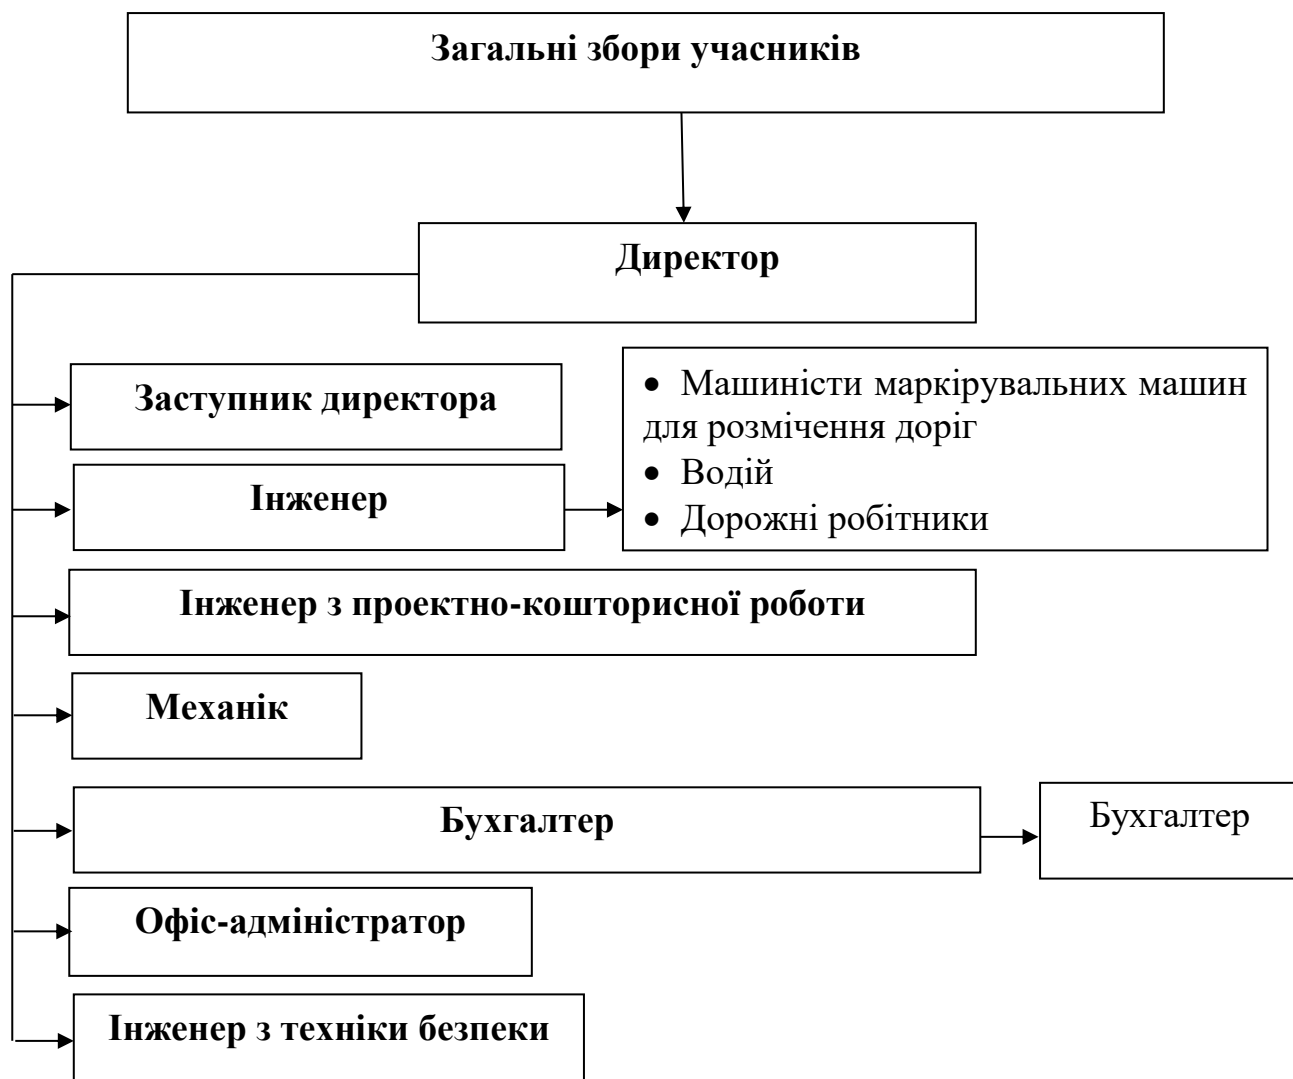 Загальні збори учасників
Директор
Заступник директора
• Машиністи маркірувальних машин
для розмічення доріг
• Водій
• Дорожні робітники
Інженер
Інженер з проектно-кошторисної роботи
Механік
Бухгалтер
Бухгалтер
Офіс-адміністратор
Інженер з техніки безпеки